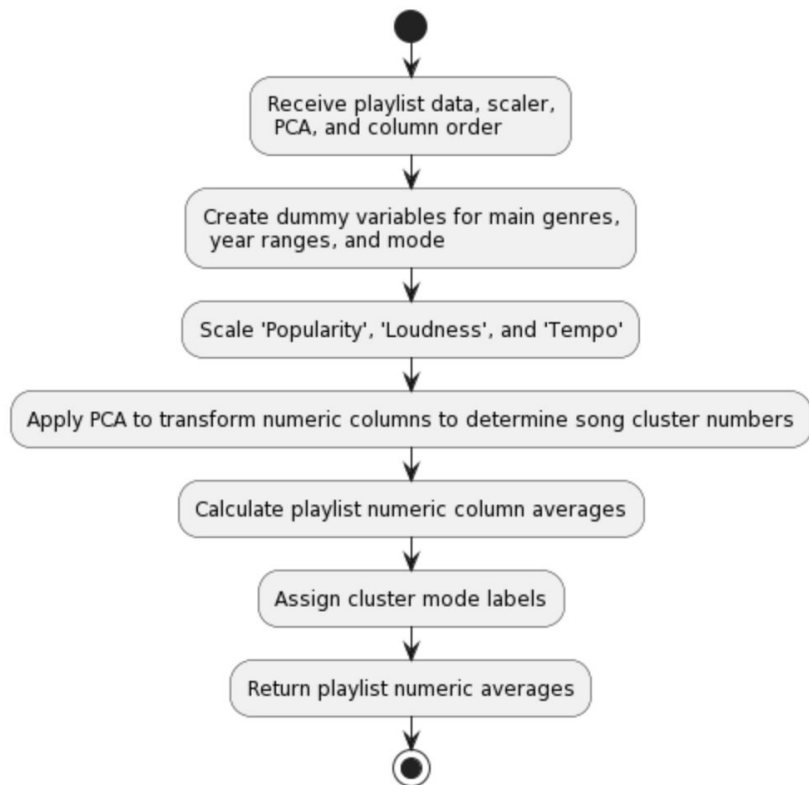 Receive playlist data, scaler,
PCA, and column order
Create dummy variables for main genres,
year ranges, and mode
Scale 'Popularity', 'Loudness', and 'Tempo'
Apply PCA to transform numeric columns to determine song cluster numbers
Calculate playlist numeric column averages
Assign cluster mode labels
Return playlist numeric averages